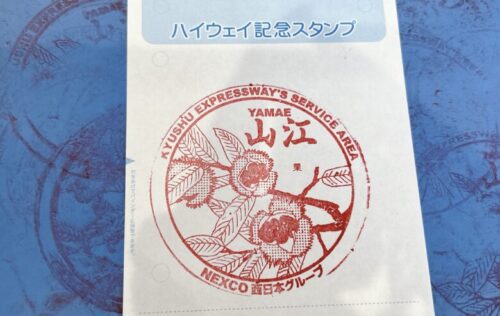 ハイウェイ記念スタンプ
KYUSHU EXPRESSWAY'S SERVICE AREA
YAMAE
山江
栗
NEXCO 西日本グループ